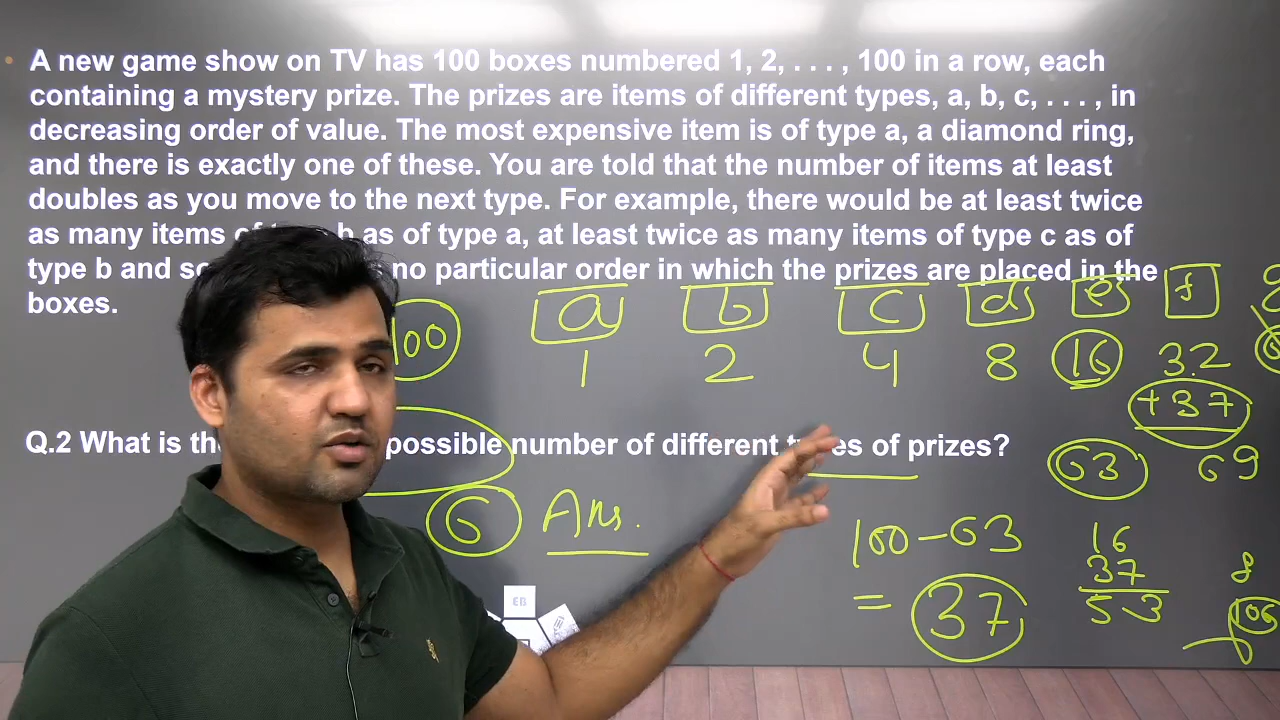 • A new game show on TV has 100 boxes numbered 1, 2, . . . , 100 in a row, each
containing a mystery prize. The prizes are items of different types, a, b, c, . . . , in
decreasing order of value. The most expensive item is of type a, a diamond ring,
and there is exactly one of these. You are told that the number of items at least
doubles as you move to the next type. For example, there would be at least twice
as many items of type b as of type a, at least twice as many items of type c as of
type b and so no particular order in which the prizes are placed in the
boxes.
100 a b c d e f
1 2 4 8 16 32
+37
Q.2 What is the possible number of different types of prizes?
63 69
6 Ans.
100-63 16
37 8
= 37 53 106
EB